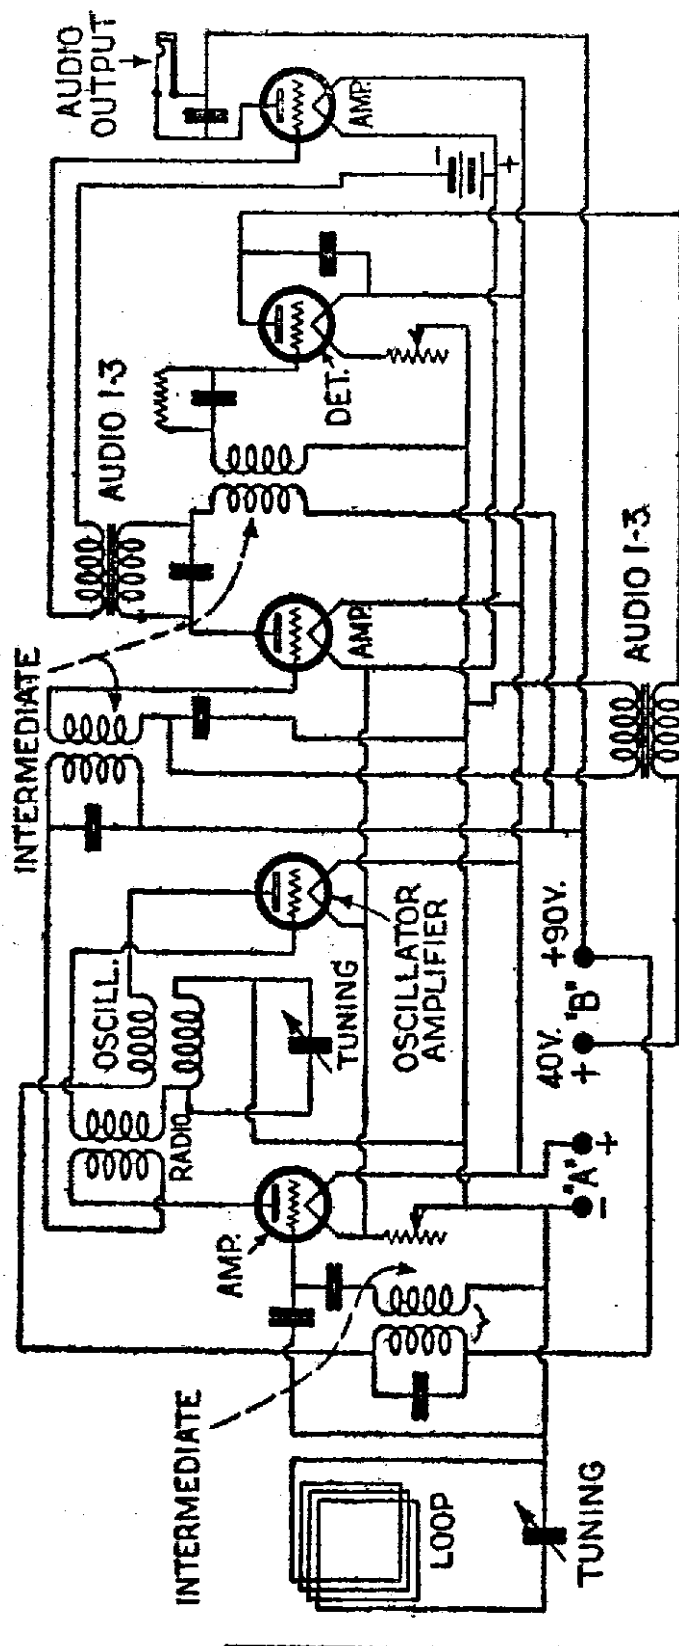 INTERMEDIATE
LOOP
TUNING
AMP.
RADIO
OSCILL.
TUNING
OSCILLATOR
AMPLIFIER
"A"
-
+
40V.
+
"B"
+90V.
INTERMEDIATE
AMP.
AUDIO 1-3
AUDIO 1-3
DET.
AUDIO
OUTPUT
AMP.
-
+